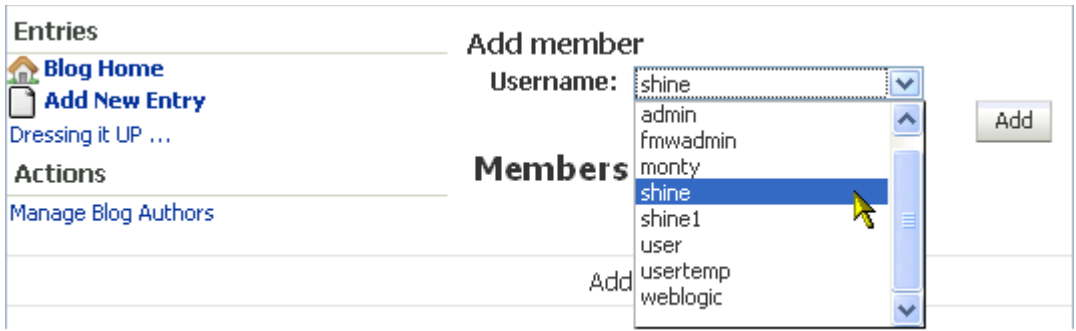 Entries
Blog Home
Add New Entry
Dressing it UP ...
Actions
Manage Blog Authors
Add member
Username: shine
admin
fmwadmin
monty
shine
shine1
user
usertemp
weblogic
Add
Members
Add